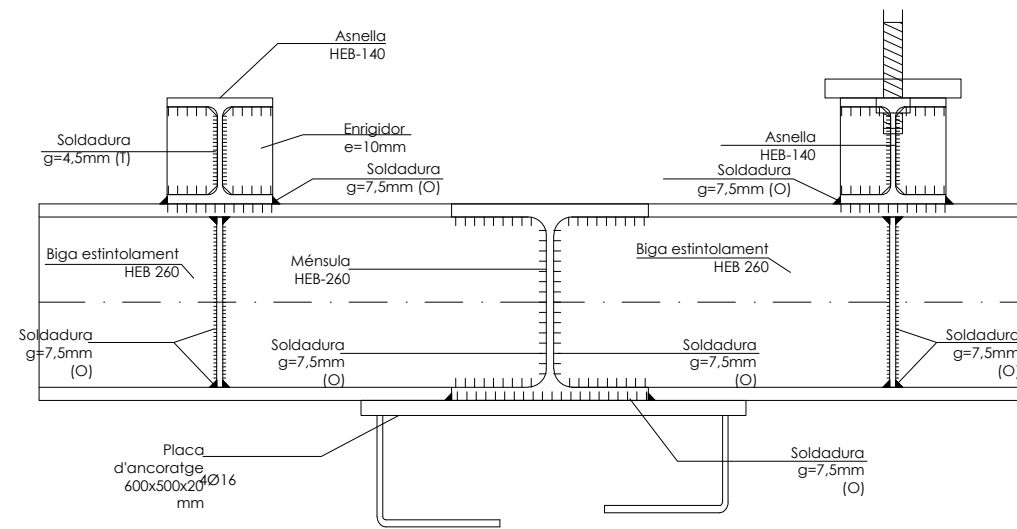 Asnella
HEB-140
Soldadura
g=4,5mm (T)
Enrigidor
e=10mm
Soldadura
g=7,5mm (O)
Asnella
HEB-140
Soldadura
g=7,5mm (O)
Biga estintolament
HEB 260
Ménsula
HEB-260
Biga estintolament
HEB 260
Soldadura
g=7,5mm
(O)
Soldadura
g=7,5mm
(O)
Soldadura
g=7,5mm
(O)
Soldadura
g=7,5mm
(O)
Placa
d'ancoratge
600x500x20
mm
4Ø16
Soldadura
g=7,5mm
(O)